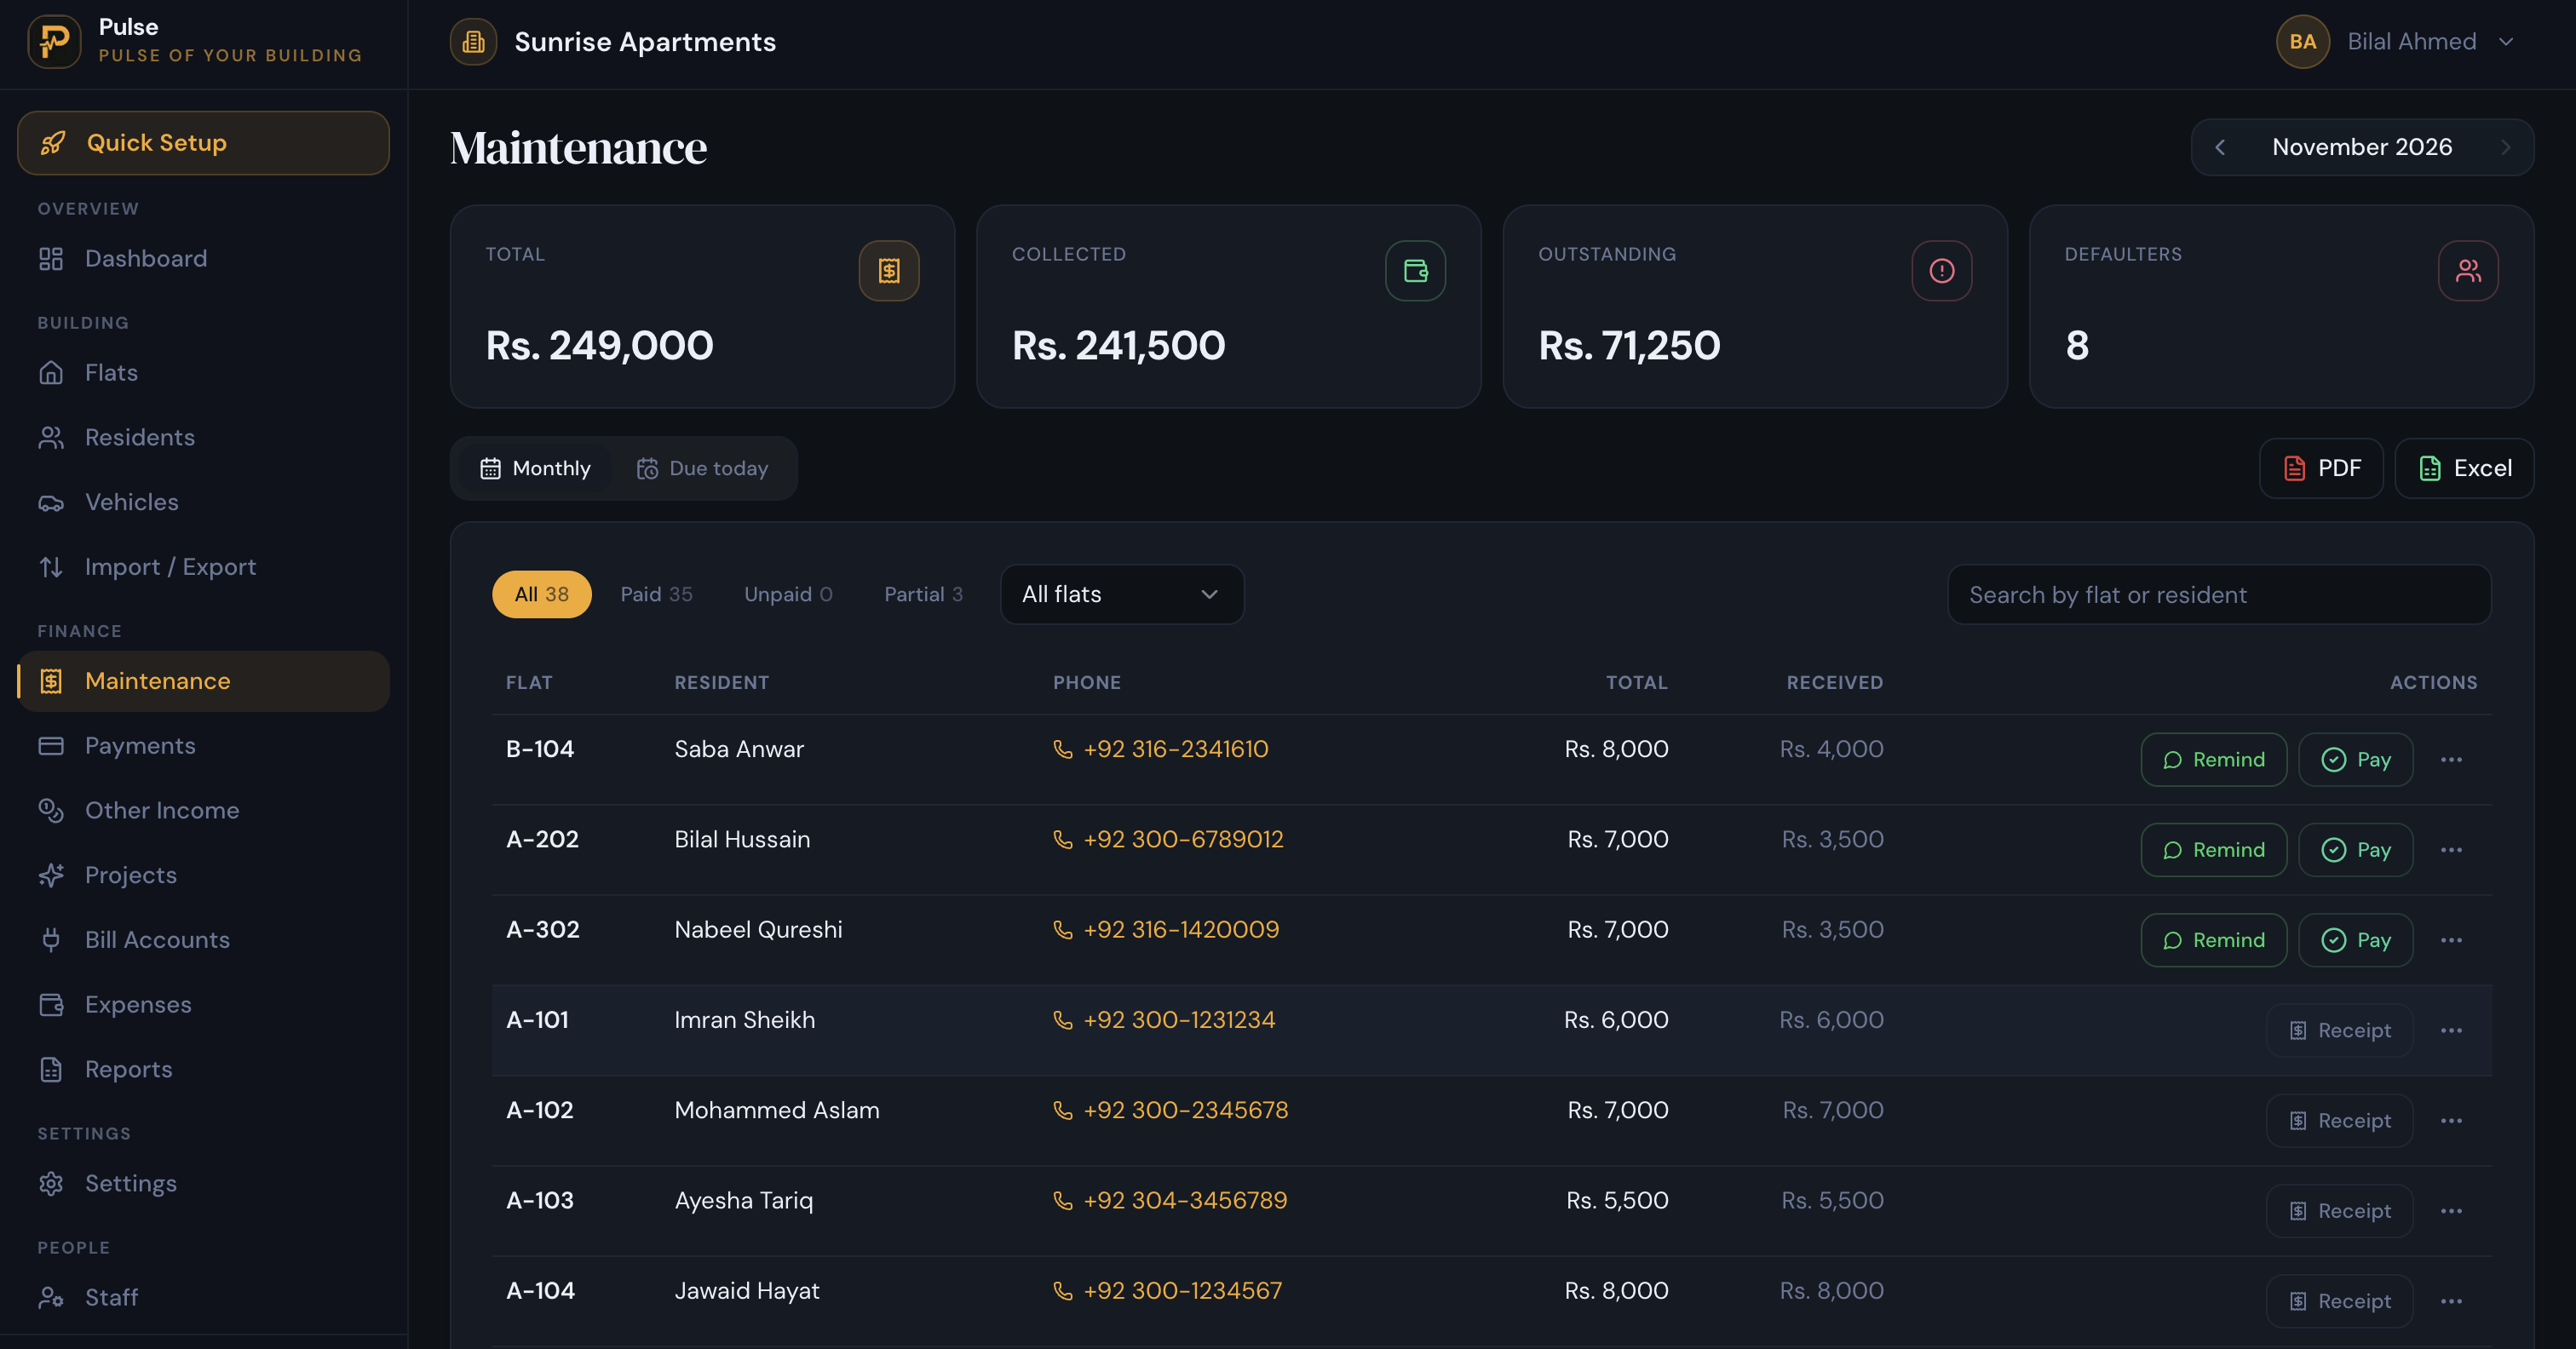 Pulse
PULSE OF YOUR BUILDING
Sunrise Apartments
BA Bilal Ahmed
Quick Setup
OVERVIEW
Dashboard
BUILDING
Flats
Residents
Vehicles
Import / Export
FINANCE
Maintenance
Payments
Other Income
Projects
Bill Accounts
Expenses
Reports
SETTINGS
Settings
PEOPLE
Staff
Maintenance
November 2026
TOTAL
Rs. 249,000
COLLECTED
Rs. 241,500
OUTSTANDING
Rs. 71,250
DEFAULTERS
8
Monthly Due today
PDF Excel
All 38 Paid 35 Unpaid 0 Partial 3 All flats Search by flat or resident
FLAT RESIDENT PHONE TOTAL RECEIVED ACTIONS
B-104 Saba Anwar +92 316-2341610 Rs. 8,000 Rs. 4,000 Remind Pay
A-202 Bilal Hussain +92 300-6789012 Rs. 7,000 Rs. 3,500 Remind Pay
A-302 Nabeel Qureshi +92 316-1420009 Rs. 7,000 Rs. 3,500 Remind Pay
A-101 Imran Sheikh +92 300-1231234 Rs. 6,000 Rs. 6,000 Receipt
A-102 Mohammed Aslam +92 300-2345678 Rs. 7,000 Rs. 7,000 Receipt
A-103 Ayesha Tariq +92 304-3456789 Rs. 5,500 Rs. 5,500 Receipt
A-104 Jawaid Hayat +92 300-1234567 Rs. 8,000 Rs. 8,000 Receipt